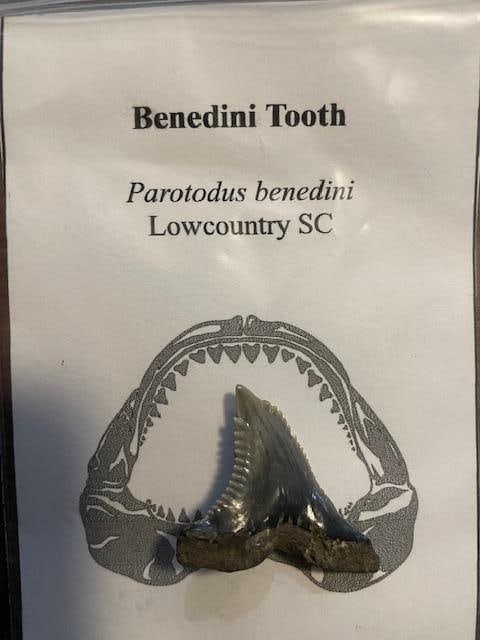 Benedini Tooth
Parotodus benedini
Lowcountry SC